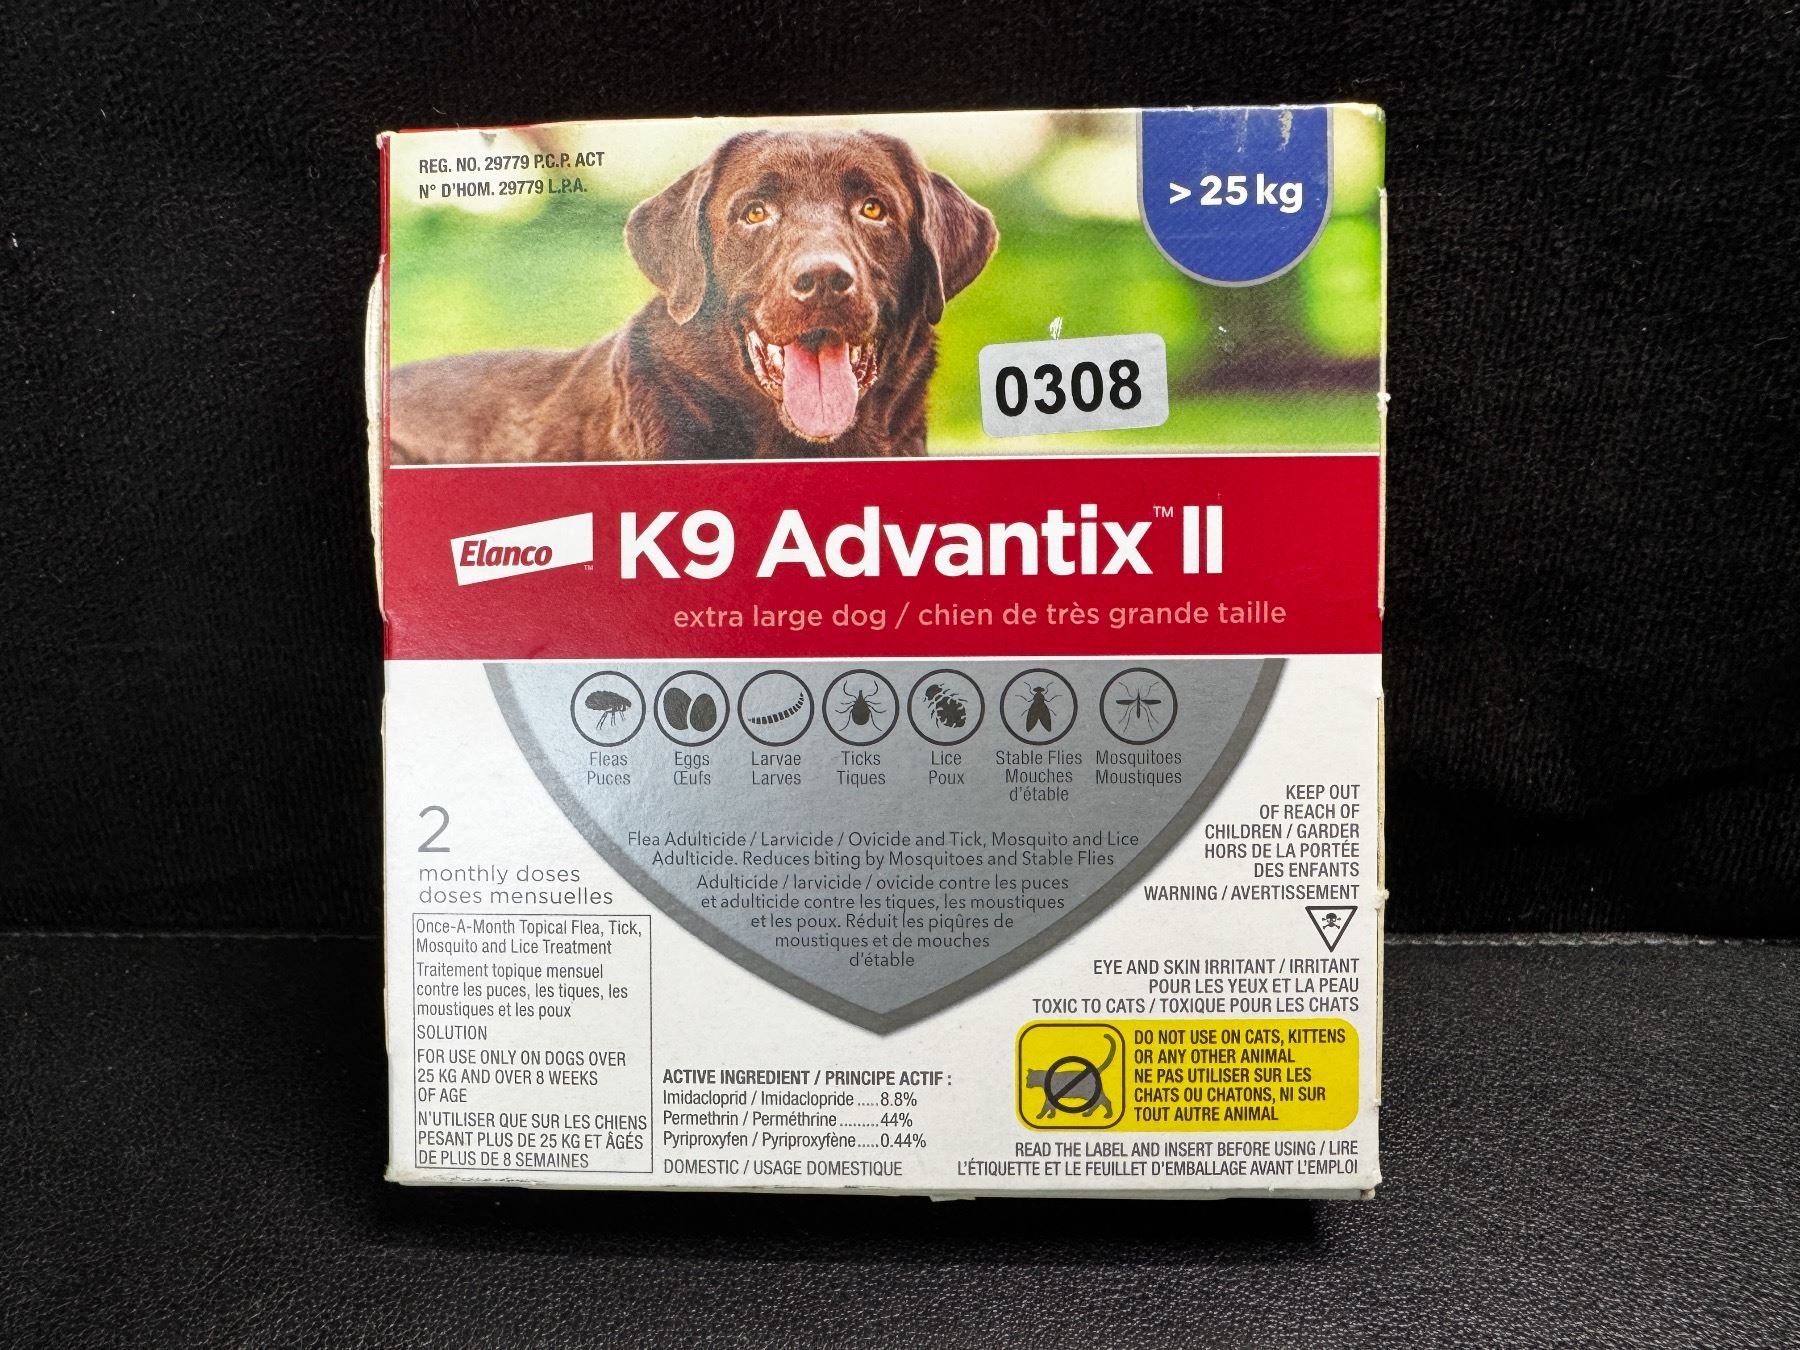 REG. NO. 29779 P.C.P. ACT
N° D'HOM. 29779 L.P.A.
> 25 kg
0308
Elanco™
K9 Advantix™ II
extra large dog / chien de très grande taille
Fleas
Puces
Eggs
Œufs
Larvae
Larves
Ticks
Tiques
Lice
Poux
Stable Flies
Mouches
d'étable
Mosquitoes
Moustiques
Flea Adulticide / Larvicide / Ovicide and Tick, Mosquito and Lice
Adulticide. Reduces biting by Mosquitoes and Stable Flies
Adulticide / larvicide / ovicide contre les puces
et adulticide contre les tiques, les moustiques
et les poux. Réduit les piqûres de
moustiques et de mouches
d'étable
2
monthly doses
doses mensuelles
Once-A-Month Topical Flea, Tick,
Mosquito and Lice Treatment
Traitement topique mensuel
contre les puces, les tiques, les
moustiques et les poux
SOLUTION
FOR USE ONLY ON DOGS OVER
25 KG AND OVER 8 WEEKS
OF AGE
N'UTILISER QUE SUR LES CHIENS
PESANT PLUS DE 25 KG ET ÂGÉS
DE PLUS DE 8 SEMAINES
ACTIVE INGREDIENT / PRINCIPE ACTIF :
Imidacloprid / Imidaclopride .....8.8%
Permethrin / Perméthrine .........44%
Pyriproxyfen / Pyriproxyfène.....0.44%
DOMESTIC / USAGE DOMESTIQUE
KEEP OUT
OF REACH OF
CHILDREN / GARDER
HORS DE LA PORTÉE
DES ENFANTS
WARNING / AVERTISSEMENT
EYE AND SKIN IRRITANT / IRRITANT
POUR LES YEUX ET LA PEAU
TOXIC TO CATS / TOXIQUE POUR LES CHATS
DO NOT USE ON CATS, KITTENS
OR ANY OTHER ANIMAL
NE PAS UTILISER SUR LES
CHATS OU CHATONS, NI SUR
TOUT AUTRE ANIMAL
READ THE LABEL AND INSERT BEFORE USING / LIRE
L'ÉTIQUETTE ET LE FEUILLET D'EMBALLAGE AVANT L'EMPLOI